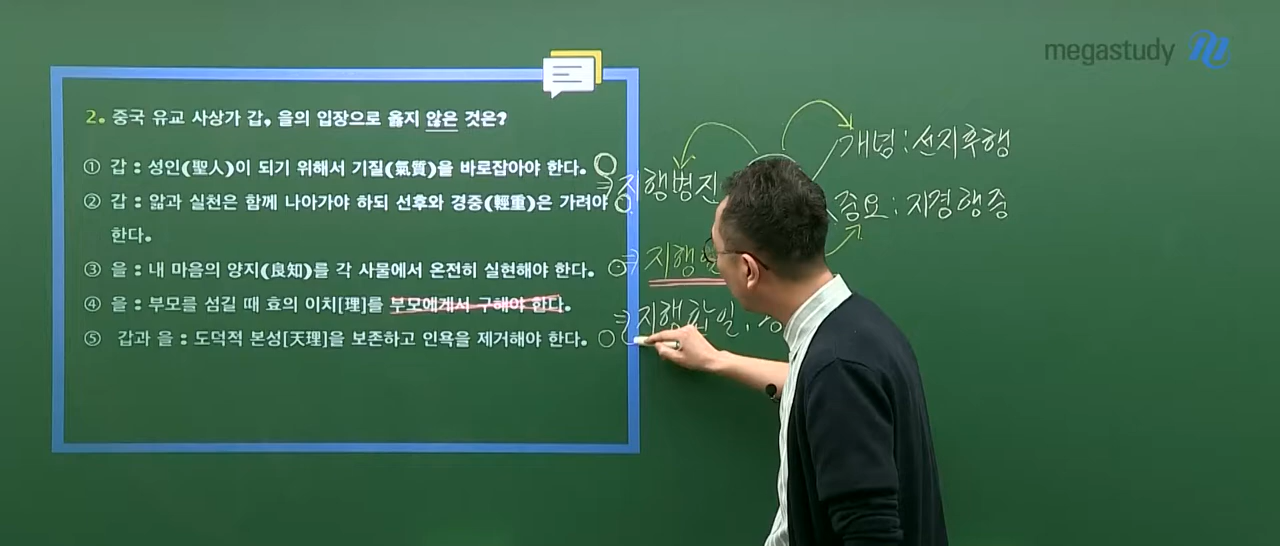 megastudy
2. 중국 유교 사상가 갑, 을의 입장으로 옳지 않은 것은?
① 갑 : 성인(聖人)이 되기 위해서 기질(氣質)을 바로잡아야 한다.
② 갑 : 앎과 실천은 함께 나아가야 하되 선후와 경중(輕重)은 가려야
한다.
③ 을 : 내 마음의 양지(良知)를 각 사물에서 온전히 실현해야 한다.
④ 을 : 부모를 섬길 때 효의 이치[理]를 부모에게서 구해야 한다.
⑤ 갑과 을 : 도덕적 본성[天理]을 보존하고 인욕을 제거해야 한다.
개념 : 선지후행
지행병진
중요 : 지경행중
지행
지행합일,